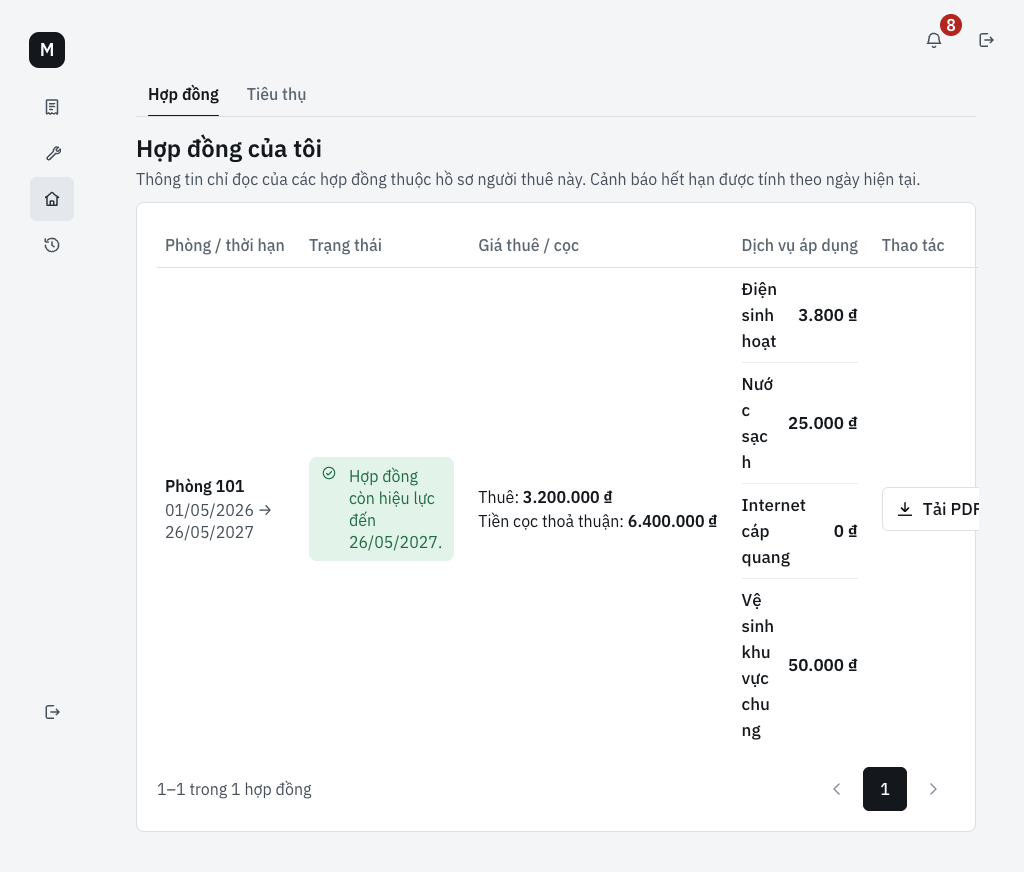 M
8
Hợp đồng
Tiêu thụ
Hợp đồng của tôi
Thông tin chỉ đọc của các hợp đồng thuộc hồ sơ người thuê này. Cảnh báo hết hạn được tính theo ngày hiện tại.
Phòng / thời hạn
Trạng thái
Giá thuê / cọc
Dịch vụ áp dụng
Thao tác
Phòng 101
01/05/2026 →
26/05/2027
Hợp đồng
còn hiệu lực
đến
26/05/2027.
Thuê: 3.200.000 ₫
Tiền cọc thoả thuận: 6.400.000 ₫
Điện
sinh
hoạt
3.800 ₫
Nướ
c
sạc
h
25.000 ₫
Internet
cáp
quang
0 ₫
Vệ
sinh
khu
vực
chu
ng
50.000 ₫
Tải PDF
1–1 trong 1 hợp đồng
1